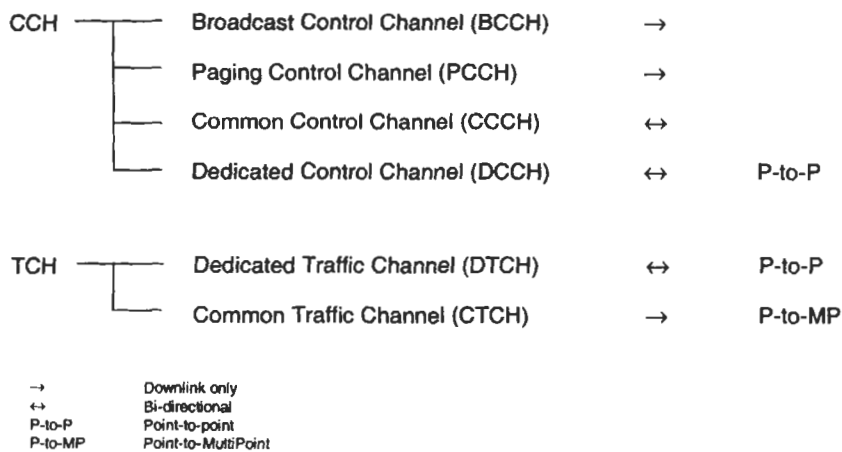 CCH Broadcast Control Channel (BCCH) →
Paging Control Channel (PCCH) →
Common Control Channel (CCCH) ↔
Dedicated Control Channel (DCCH) ↔ P-to-P
TCH Dedicated Traffic Channel (DTCH) ↔ P-to-P
Common Traffic Channel (CTCH) → P-to-MP
→ Downlink only
↔ Bi-directional
P-to-P Point-to-point
P-to-MP Point-to-MultiPoint